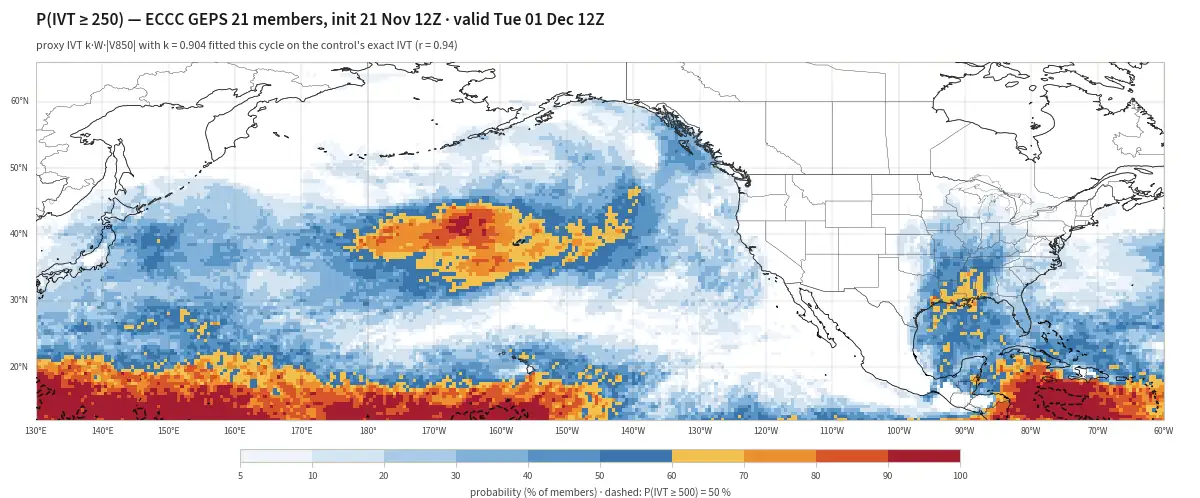 P(IVT ≥ 250) — ECCC GEPS 21 members, init 21 Nov 12Z · valid Tue 01 Dec 12Z
proxy IVT k·W·|V850| with k = 0.904 fitted this cycle on the control's exact IVT (r = 0.94)
60°N
50°N
40°N
30°N
20°N
130°E 140°E 150°E 160°E 170°E 180° 170°W 160°W 150°W 140°W 130°W 120°W 110°W 100°W 90°W 80°W 70°W 60°W
5 10 20 30 40 50 60 70 80 90 100
probability (% of members) · dashed: P(IVT ≥ 500) = 50 %